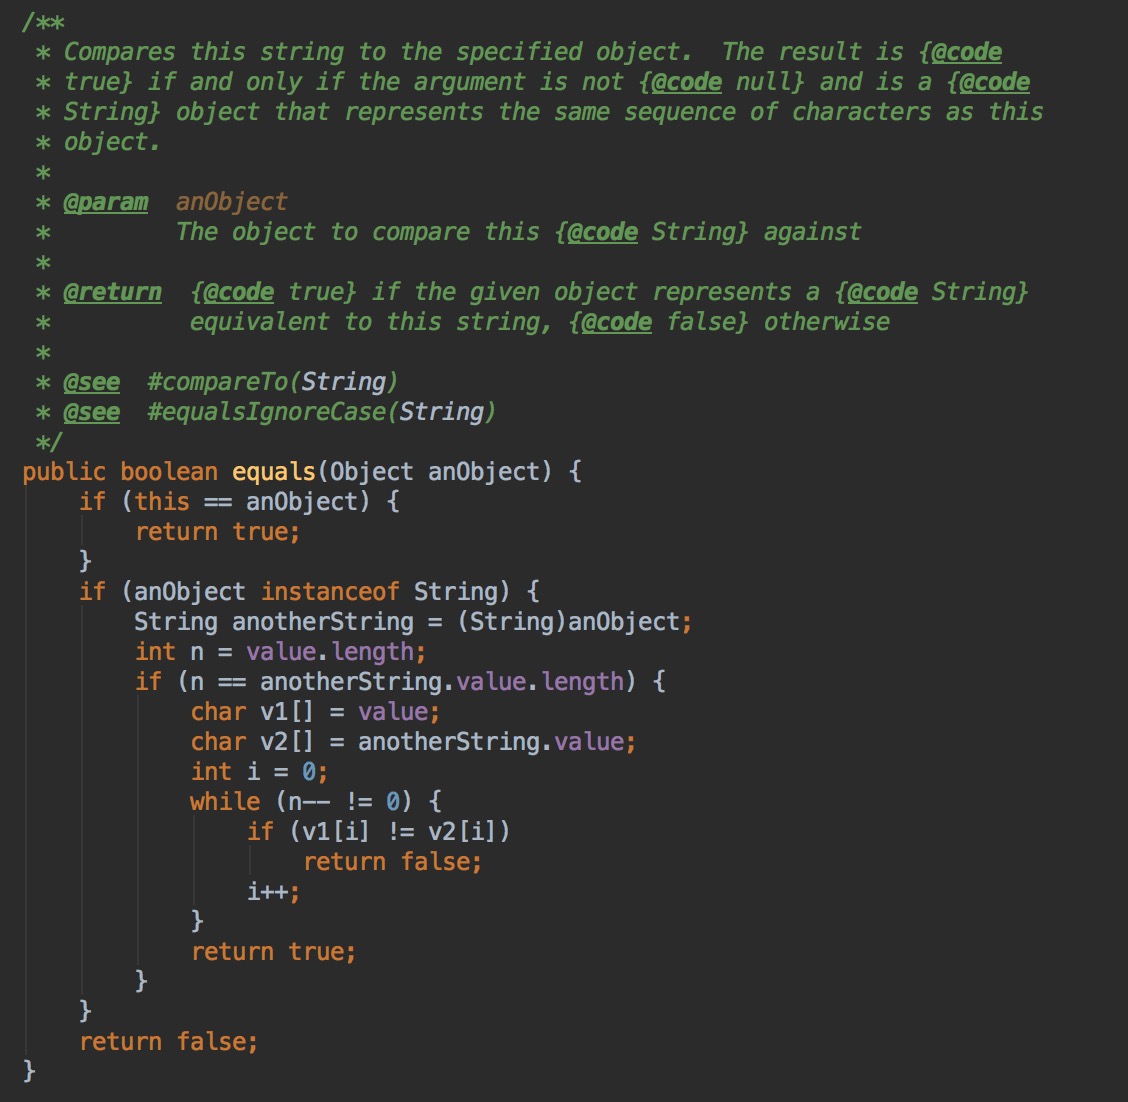 /**
 * Compares this string to the specified object.  The result is {@code
 * true} if and only if the argument is not {@code null} and is a {@code
 * String} object that represents the same sequence of characters as this
 * object.
 *
 * @param  anObject
 *         The object to compare this {@code String} against
 *
 * @return  {@code true} if the given object represents a {@code String}
 *          equivalent to this string, {@code false} otherwise
 *
 * @see  #compareTo(String)
 * @see  #equalsIgnoreCase(String)
 */
public boolean equals(Object anObject) {
    if (this == anObject) {
        return true;
    }
    if (anObject instanceof String) {
        String anotherString = (String)anObject;
        int n = value.length;
        if (n == anotherString.value.length) {
            char v1[] = value;
            char v2[] = anotherString.value;
            int i = 0;
            while (n-- != 0) {
                if (v1[i] != v2[i])
                    return false;
                i++;
            }
            return true;
        }
    }
    return false;
}